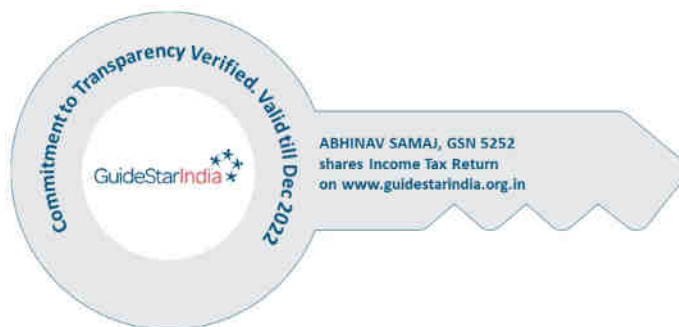 Commitment to Transparency Verified. Valid till Dec 2022
GuideStarIndia
ABHINAV SAMAJ, GSN 5252
shares Income Tax Return
on www.guidestarindia.org.in